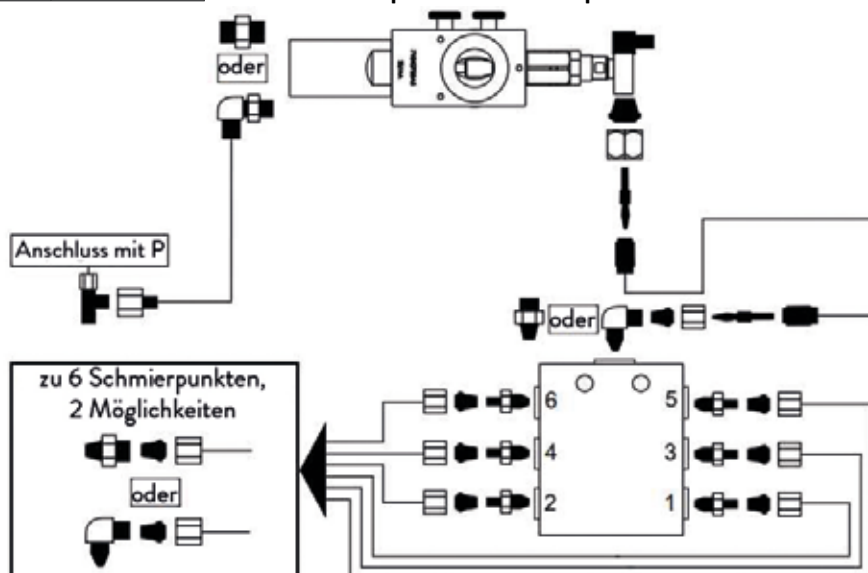 oder
Anschluss mit P
oder
zu 6 Schmierpunkten,
2 Möglichkeiten
oder
6 5
4 3
2 1